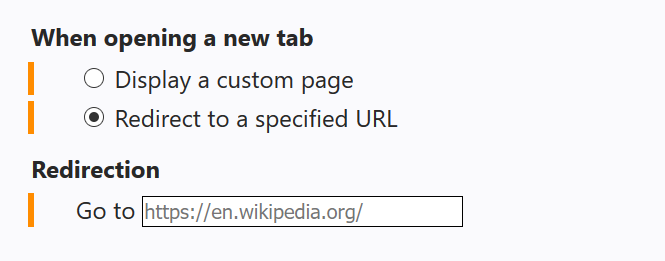 When opening a new tab
Display a custom page
Redirect to a specified URL
Redirection
Go to https://en.wikipedia.org/